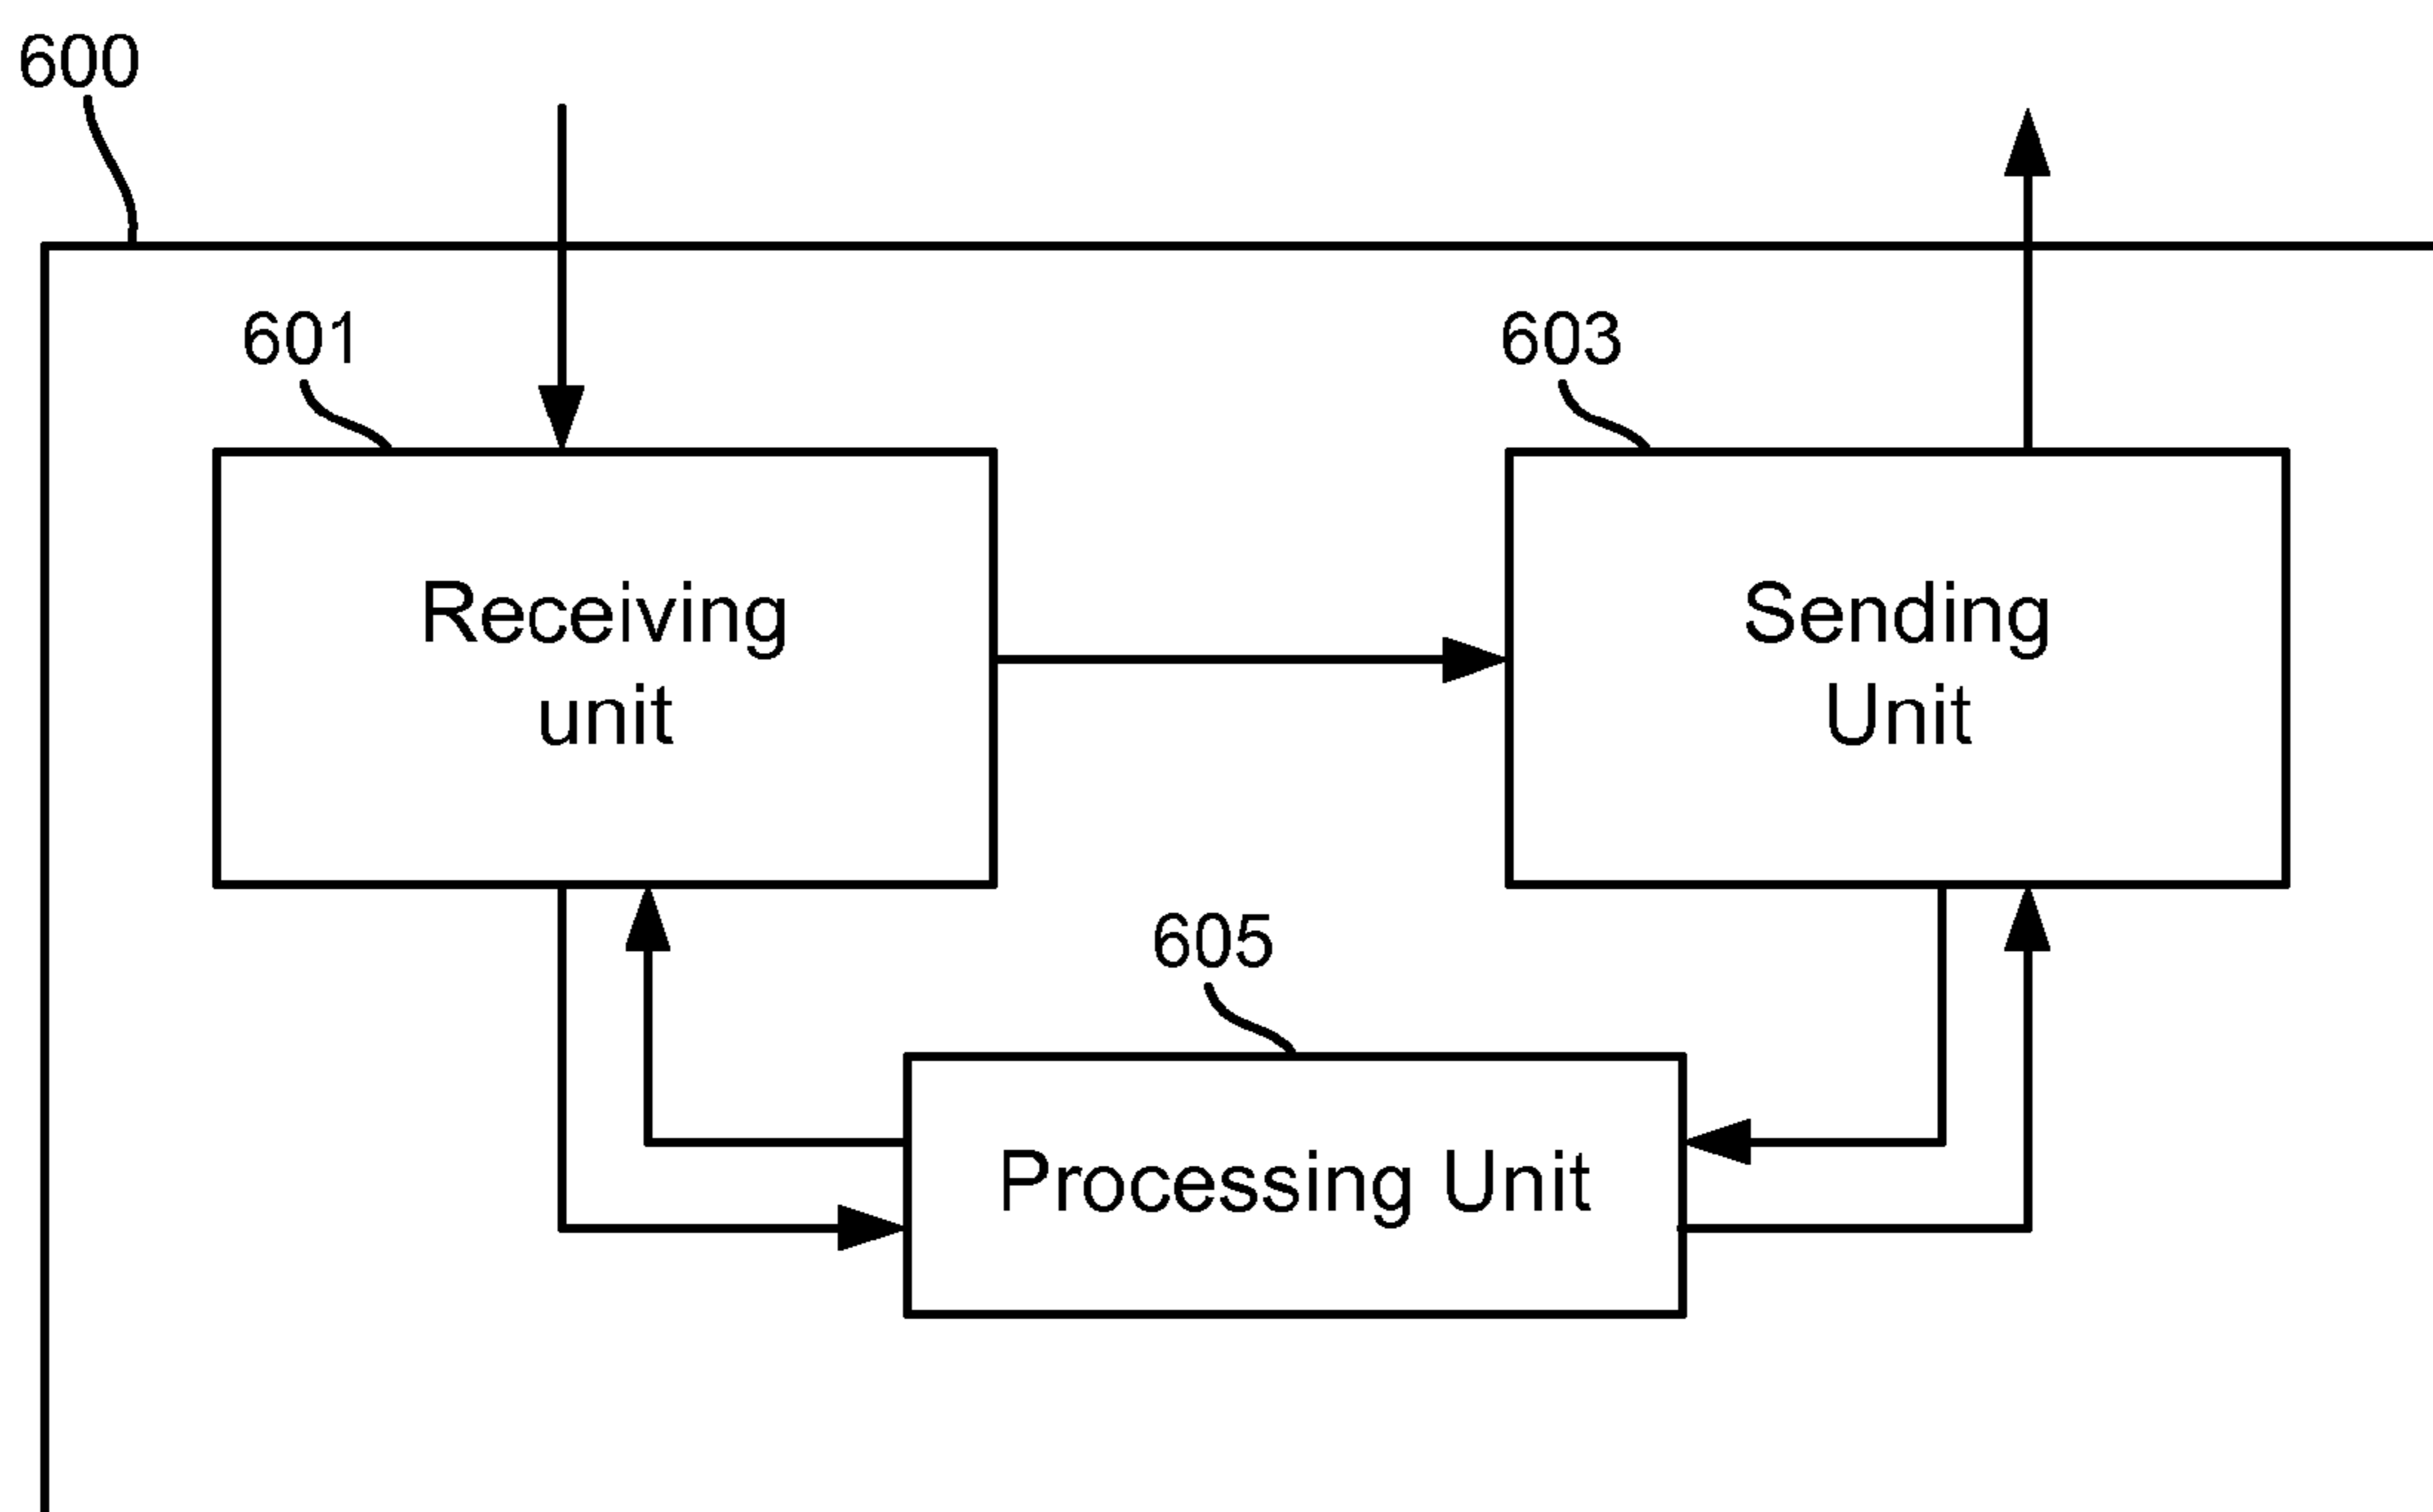 600
601
603
Receiving
unit
Sending
Unit
605
Processing Unit